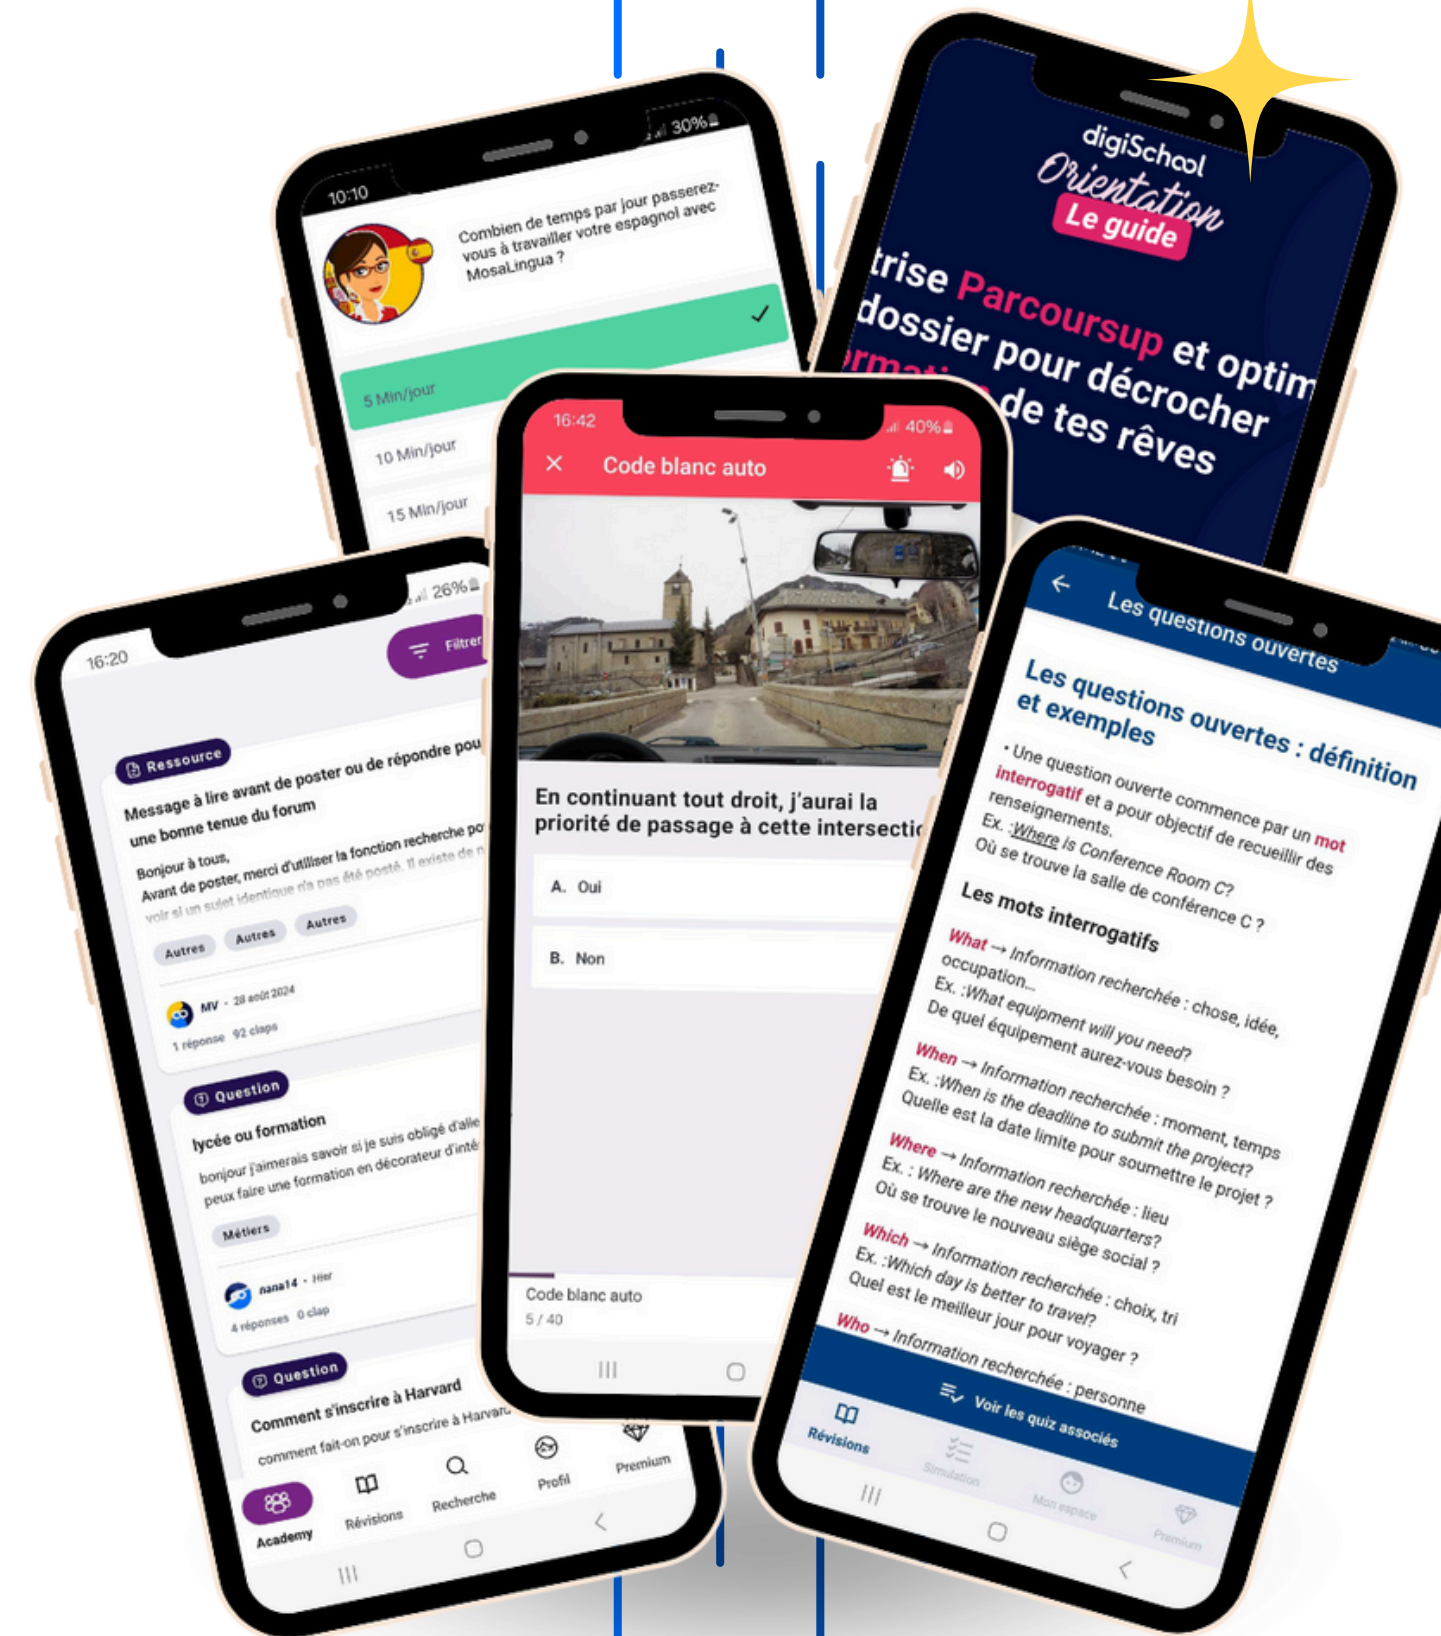 10:10
30%
Combien de temps par jour passerez-
vous à travailler votre espagnol avec
MosaLingua ?
5 Min/jour
10 Min/jour
15 Min/jour
digiSchool
Orientation
Le guide
trise Parcoursup et optim
dossier pour décrocher
de tes rêves
16:42
40%
Code blanc auto
En continuant tout droit, j'aurai la
priorité de passage à cette intersectio
A. Oui
B. Non
Code blanc auto
5 / 40
16:20
26%
Filtrer
Ressource
Message à lire avant de poster ou de répondre pou
une bonne tenue du forum
Bonjour à tous,
Avant de poster, merci d'utiliser la fonction recherche po
voir si un sujet identique n'a pas été posté. Il existe de n
Autres
Autres
Autres
MV - 28 août 2024
1 réponse 92 claps
Question
lycée ou formation
bonjour j'aimerais savoir si je suis obligé d'alle
peux faire une formation en décorateur d'inté
Métiers
nana14 - Hier
4 réponses 0 clap
Question
Comment s'inscrire à Harvard
comment fait-on pour s'inscrire à Harvard
Academy
Révisions
Recherche
Profil
Premium
Les questions ouvertes
Les questions ouvertes : définition
et exemples
• Une question ouverte commence par un mot
interrogatif et a pour objectif de recueillir des
renseignements.
Ex. :Where is Conference Room C?
Où se trouve la salle de conférence C ?
Les mots interrogatifs
What → Information recherchée : chose, idée,
occupation...
Ex. :What equipment will you need?
De quel équipement aurez-vous besoin ?
When → Information recherchée : moment, temps
Ex. :When is the deadline to submit the project?
Quelle est la date limite pour soumettre le projet ?
Where → Information recherchée : lieu
Ex. : Where are the new headquarters?
Où se trouve le nouveau siège social ?
Which → Information recherchée : choix, tri
Ex. :Which day is better to travel?
Quel est le meilleur jour pour voyager ?
Who → Information recherchée : personne
Voir les quiz associés
Révisions
Simulation
Mon espace
Premium